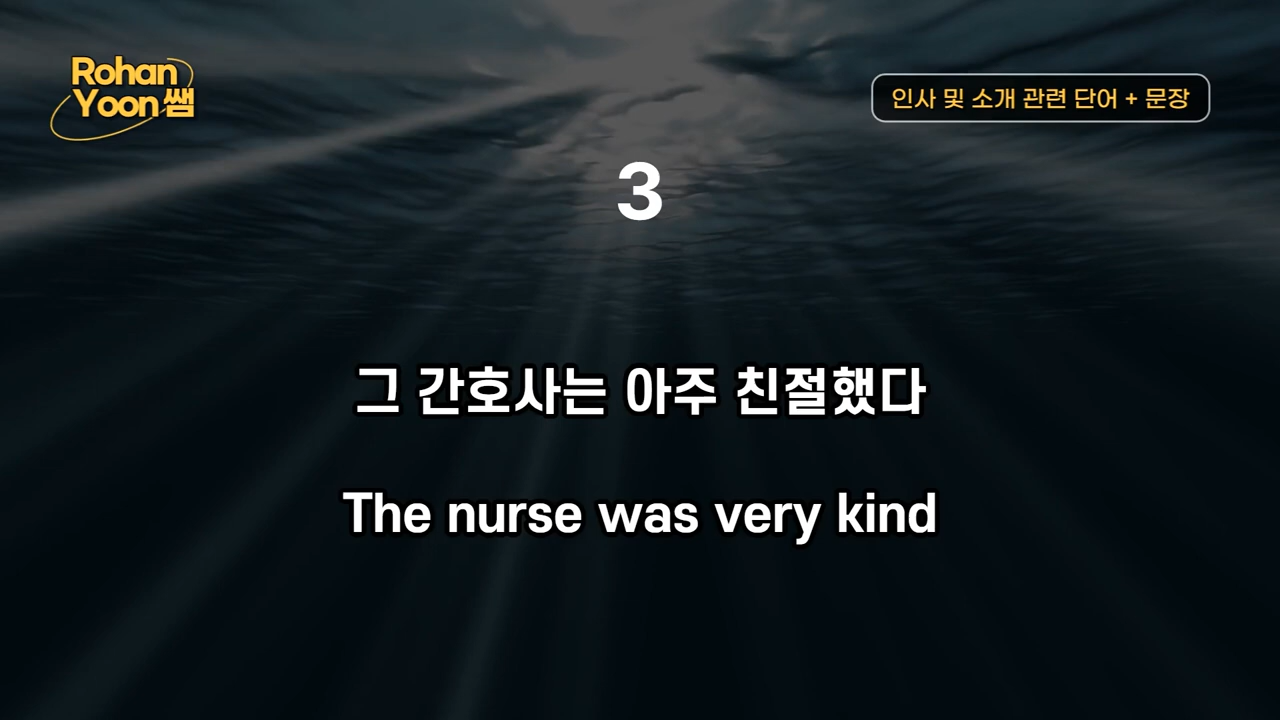 Rohan
Yoon쌤
인사 및 소개 관련 단어 + 문장
3
그 간호사는 아주 친절했다
The nurse was very kind